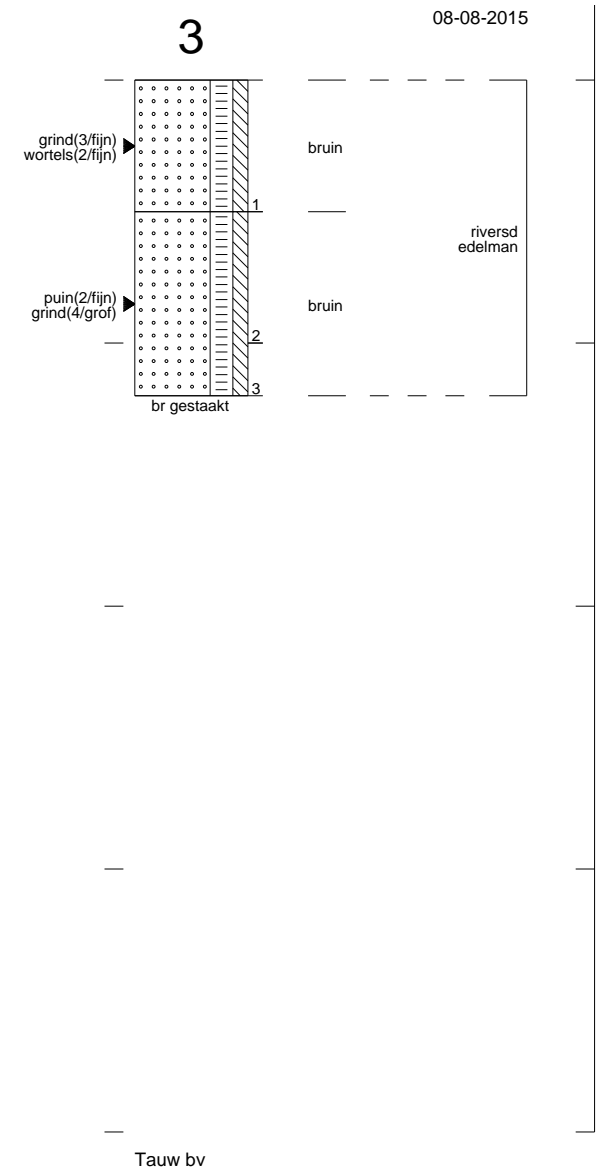 3
08-08-2015
grind(3/fijn)
wortels(2/fijn)
bruin
1
riversd
edelman
puin(2/fijn)
grind(4/grof)
bruin
2
3
br gestaakt
Tauw bv